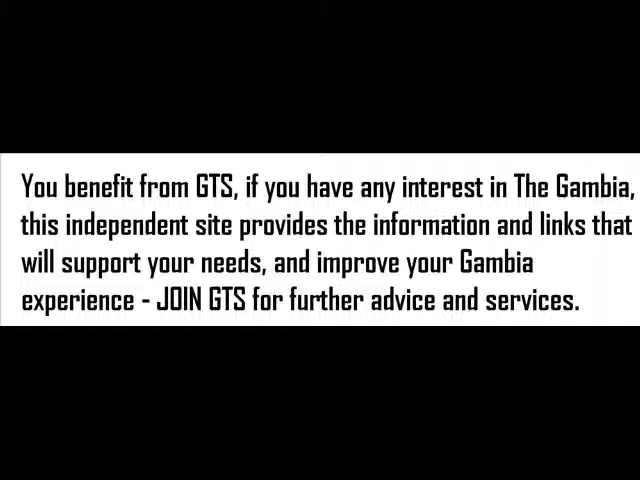 You benefit from GTS, if you have any interest in The Gambia,
this independent site provides the information and links that
will support your needs, and improve your Gambia
experience - JOIN GTS for further advice and services.